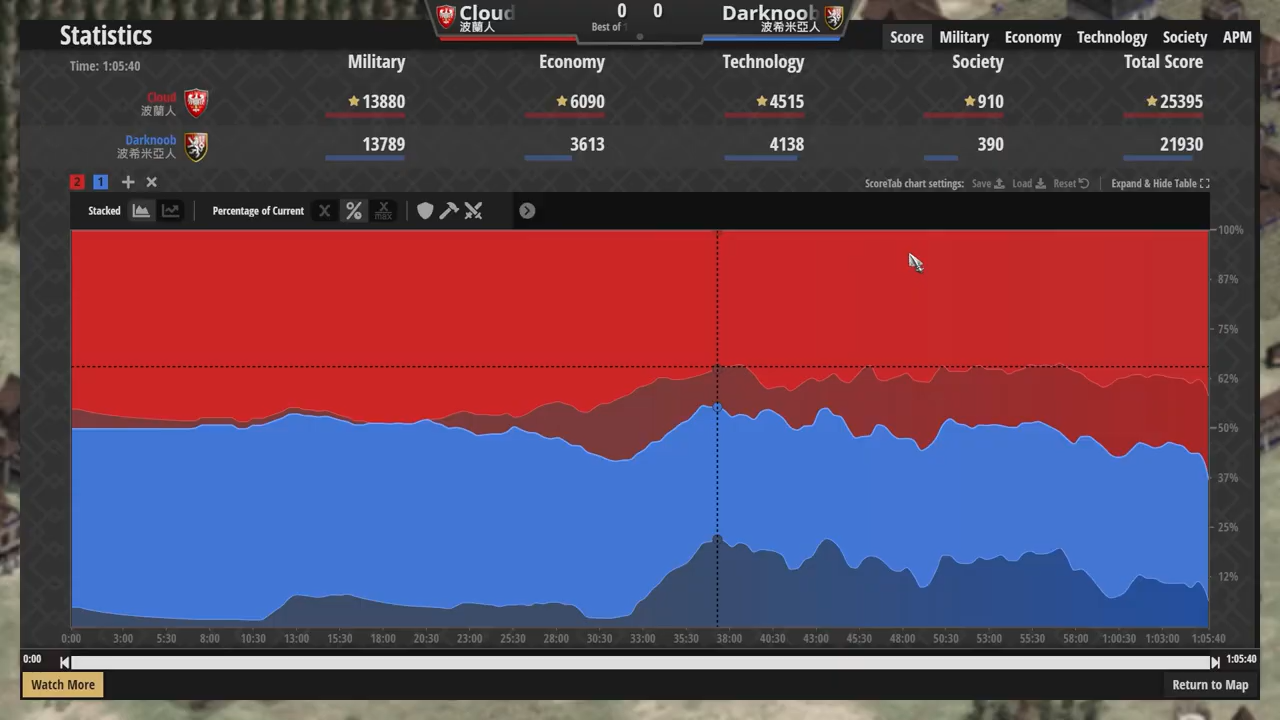 Cloud
波蘭人
0 0
Best of 1
Darknoob
波希米亞人
Statistics
Score Military Economy Technology Society APM
Time: 1:05:40
Military Economy Technology Society Total Score
Cloud
波蘭人
13880 6090 4515 910 25395
Darknoob
波希米亞人
13789 3613 4138 390 21930
2 1
ScoreTab chart settings: Save Load Reset Expand & Hide Table
Stacked Percentage of Current X % X max
100%
87%
75%
62%
50%
37%
25%
12%
0:00 3:00 5:30 8:00 10:30 13:00 15:30 18:00 20:30 23:00 25:30 28:00 30:30 33:00 35:30 38:00 40:30 43:00 45:30 48:00 50:30 53:00 55:30 58:00 1:00:30 1:03:00 1:05:40
0:00 1:05:40
Watch More Return to Map